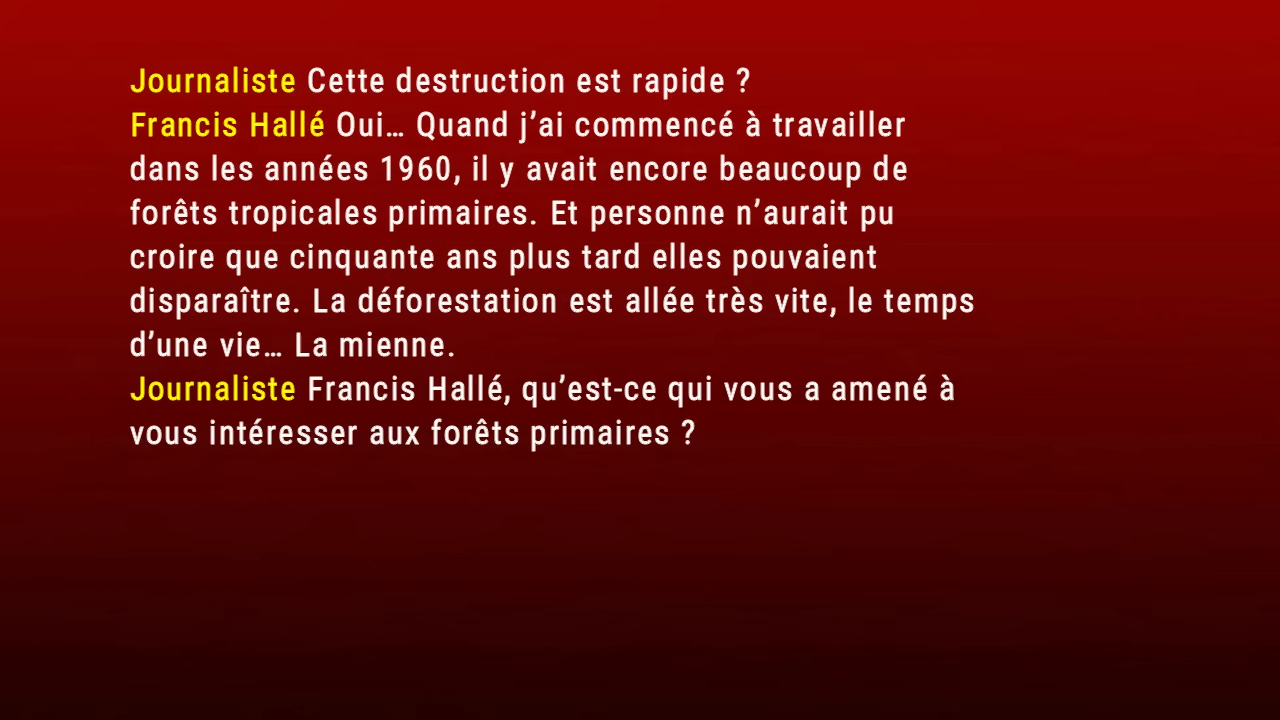 Journaliste Cette destruction est rapide ?
Francis Hallé Oui… Quand j’ai commencé à travailler
dans les années 1960, il y avait encore beaucoup de
forêts tropicales primaires. Et personne n’aurait pu
croire que cinquante ans plus tard elles pouvaient
disparaître. La déforestation est allée très vite, le temps
d’une vie… La mienne.
Journaliste Francis Hallé, qu’est-ce qui vous a amené à
vous intéresser aux forêts primaires ?